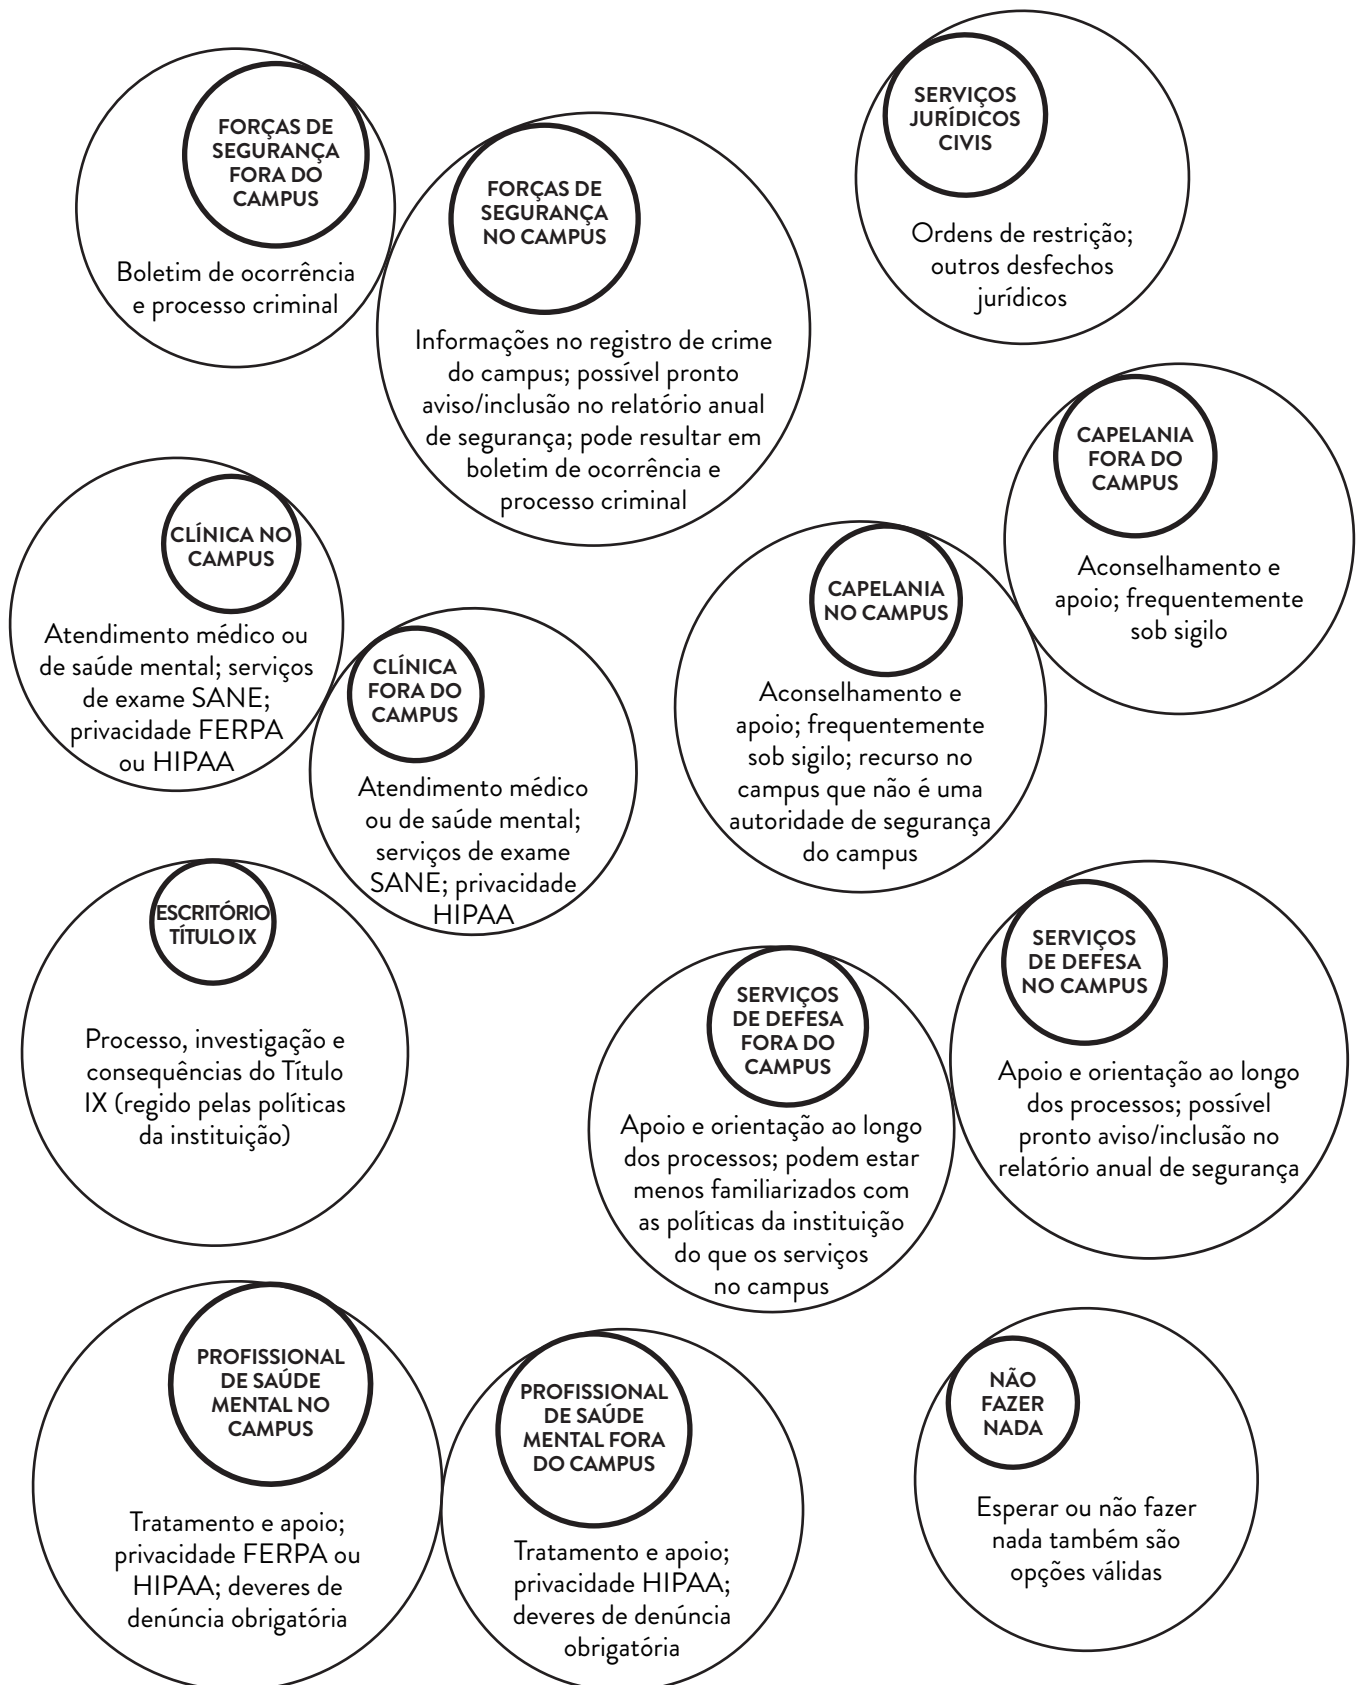 FORÇAS DE
SEGURANÇA
FORA DO
CAMPUS
Boletim de ocorrência
e processo criminal
FORÇAS DE
SEGURANÇA
NO CAMPUS
Informações no registro de crime
do campus; possível pronto
aviso/inclusão no relatório anual
de segurança; pode resultar em
boletim de ocorrência e
processo criminal
SERVIÇOS
JURÍDICOS
CIVIS
Ordens de restrição;
outros desfechos
jurídicos
CLÍNICA NO
CAMPUS
Atendimento médico ou
de saúde mental; serviços
de exame SANE;
privacidade FERPA
ou HIPAA
CLÍNICA
FORA DO
CAMPUS
Atendimento médico
ou de saúde mental;
serviços de exame
SANE; privacidade
HIPAA
CAPELANIA
NO CAMPUS
Aconselhamento e
apoio; frequentemente
sob sigilo; recurso no
campus que não é uma
autoridade de segurança
do campus
CAPELANIA
FORA DO
CAMPUS
Aconselhamento e
apoio; frequentemente
sob sigilo
ESCRITÓRIO
TÍTULO IX
Processo, investigação e
consequências do Título
IX (regido pelas políticas
da instituição)
SERVIÇOS
DE DEFESA
FORA DO
CAMPUS
Apoio e orientação ao longo
dos processos; podem estar
menos familiarizados com
as políticas da instituição
do que os serviços
no campus
SERVIÇOS
DE DEFESA
NO CAMPUS
Apoio e orientação ao longo
dos processos; possível
pronto aviso/inclusão no
relatório anual de segurança
PROFISSIONAL
DE SAÚDE
MENTAL NO
CAMPUS
Tratamento e apoio;
privacidade FERPA ou
HIPAA; deveres de
denúncia obrigatória
PROFISSIONAL
DE SAÚDE
MENTAL FORA
DO CAMPUS
Tratamento e apoio;
privacidade HIPAA;
deveres de denúncia
obrigatória
NÃO
FAZER
NADA
Esperar ou não fazer
nada também são
opções válidas